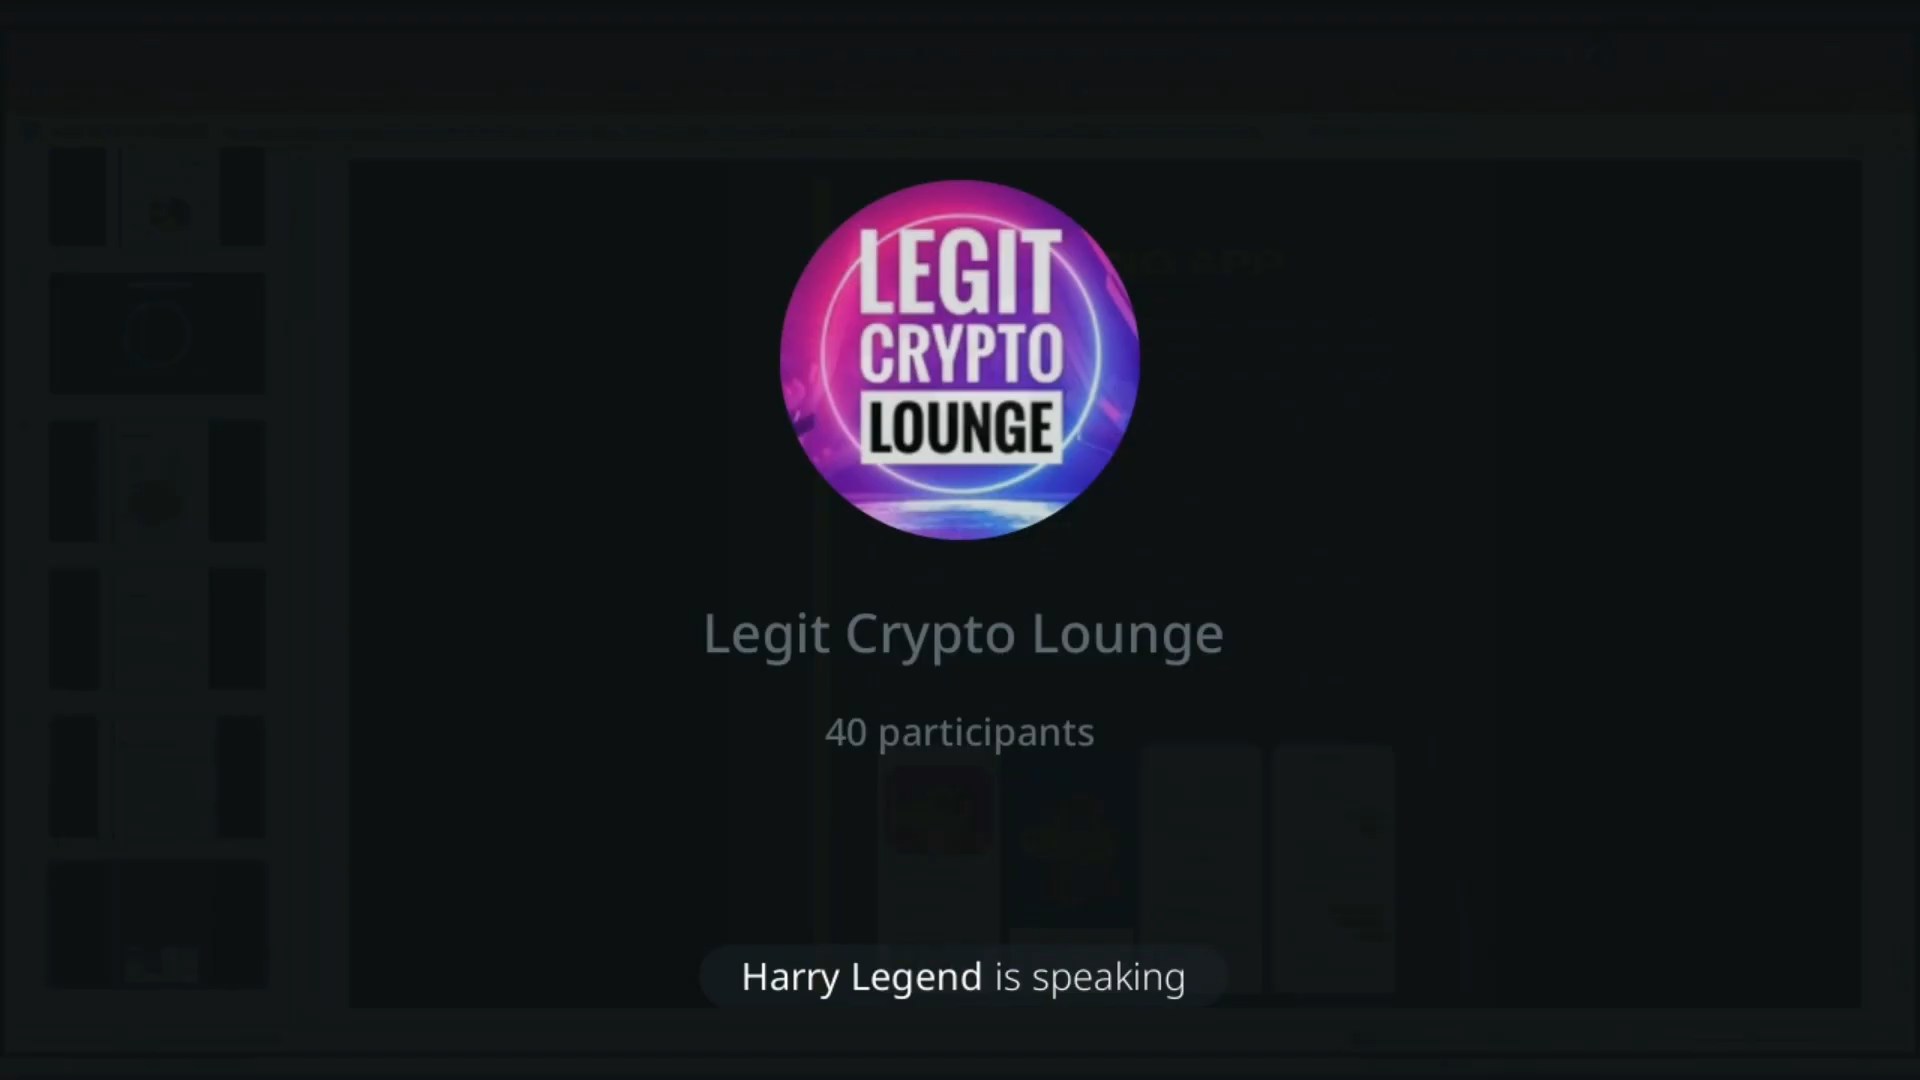 LEGIT
CRYPTO
LOUNGE
Legit Crypto Lounge
40 participants
Harry Legend is speaking